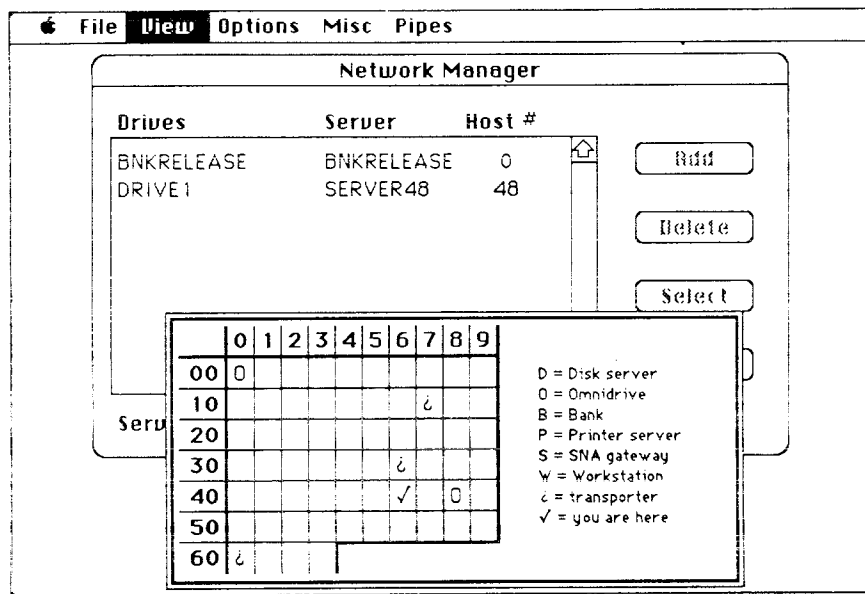 File View Options Misc Pipes
Network Manager
Drives Server Host #
BNKRELEASE BNKRELEASE 0
DRIVE1 SERVER48 48
Add
Delete
Select
Serv
0 1 2 3 4 5 6 7 8 9
00 O
10 ¿
20
30 ¿
40 √ O
50
60 ¿
D = Disk server
O = Omnidrive
B = Bank
P = Printer server
S = SNA gateway
W = Workstation
¿ = transporter
√ = you are here